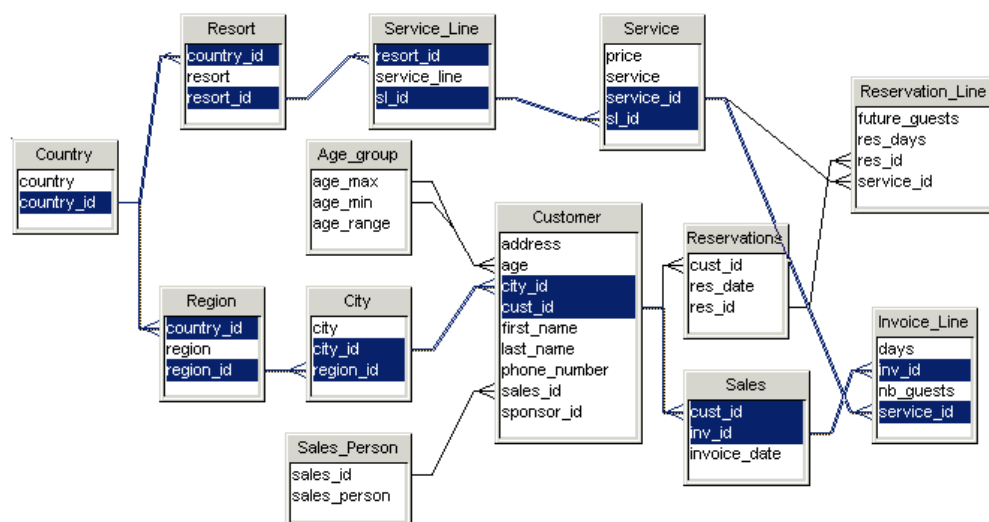 Resort
country_id
resort
resort_id
Service_Line
resort_id
service_line
sl_id
Service
price
service
service_id
sl_id
Reservation_Line
future_guests
res_days
res_id
service_id
Country
country
country_id
Age_group
age_max
age_min
age_range
Customer
address
age
city_id
cust_id
first_name
last_name
phone_number
sales_id
sponsor_id
Reservations
cust_id
res_date
res_id
Region
country_id
region
region_id
City
city
city_id
region_id
Invoice_Line
days
inv_id
nb_guests
service_id
Sales
cust_id
inv_id
invoice_date
Sales_Person
sales_id
sales_person